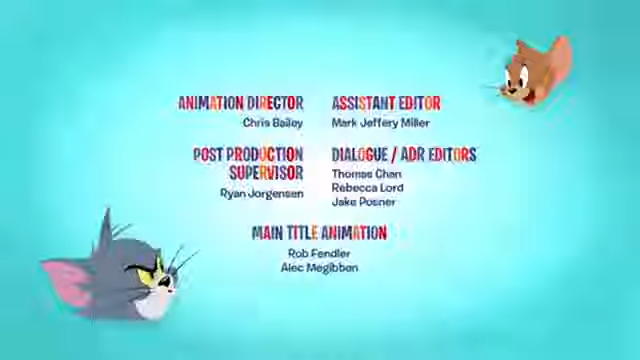 ANIMATION DIRECTOR
Chris Bailey
ASSISTANT EDITOR
Mark Jeffery Miller
POST PRODUCTION
SUPERVISOR
Ryan Jorgensen
DIALOGUE / ADR EDITORS
Thomas Chan
Rebecca Lord
Jake Posner
MAIN TITLE ANIMATION
Rob Fendler
Alec Megibben